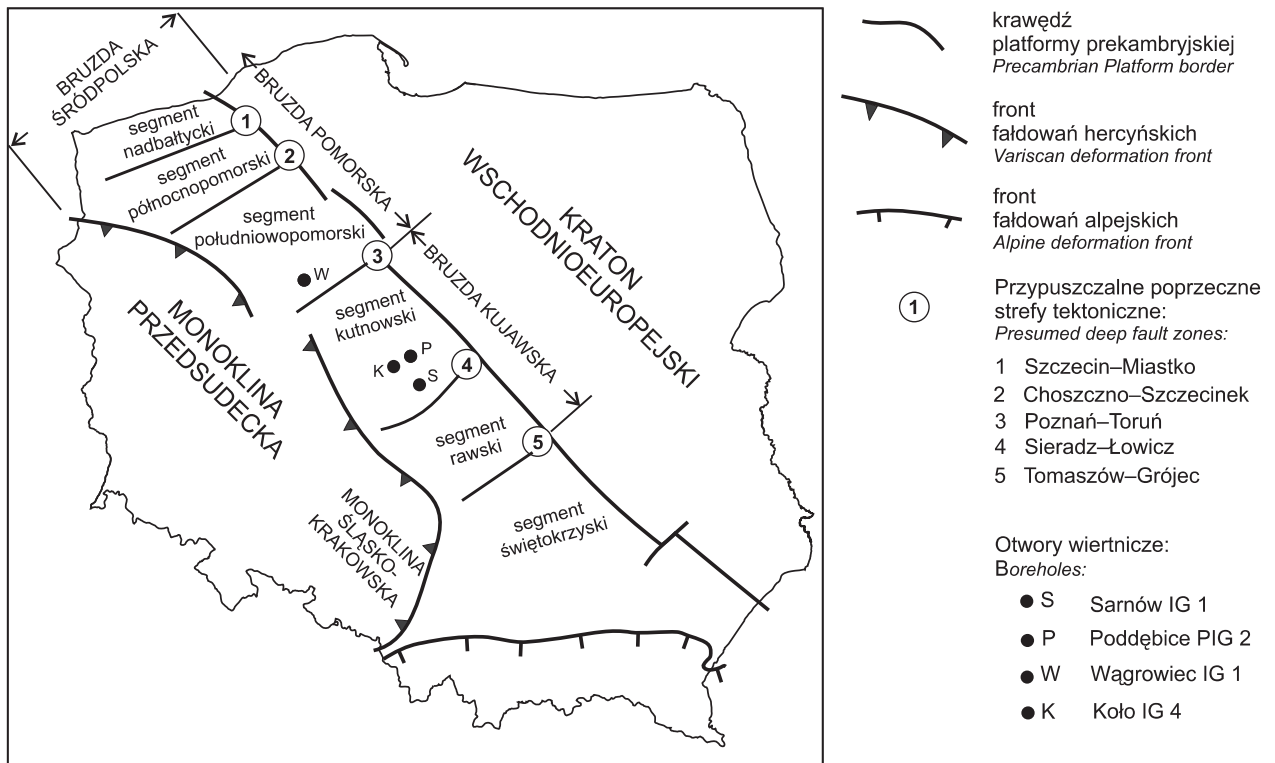 BRUZDA
ŚRÓDPOLSKA
BRUZDA POMORSKA
segment
nadbałtycki
1
segment
północnopomorski
2
segment
południowopomorski
W
3
BRUZDA KUJAWSKA
KRATON
WSCHODNIOEUROPEJSKI
MONOKLINA
PRZEDSUDECKA
segment
kutnowski
P
K
S
4
segment
rawski
5
MONOKLINA
ŚLĄSKO-
KRAKOWSKA
segment
świętokrzyski
krawędź
platformy prekambryjskiej
Precambrian Platform border
front
fałdowań hercyńskich
Variscan deformation front
front
fałdowań alpejskich
Alpine deformation front
1
Przypuszczalne poprzeczne
strefy tektoniczne:
Presumed deep fault zones:
1 Szczecin–Miastko
2 Choszczno–Szczecinek
3 Poznań–Toruń
4 Sieradz–Łowicz
5 Tomaszów–Grójec
Otwory wiertnicze:
Boreholes:
S Sarnów IG 1
P Poddębice PIG 2
W Wągrowiec IG 1
K Koło IG 4